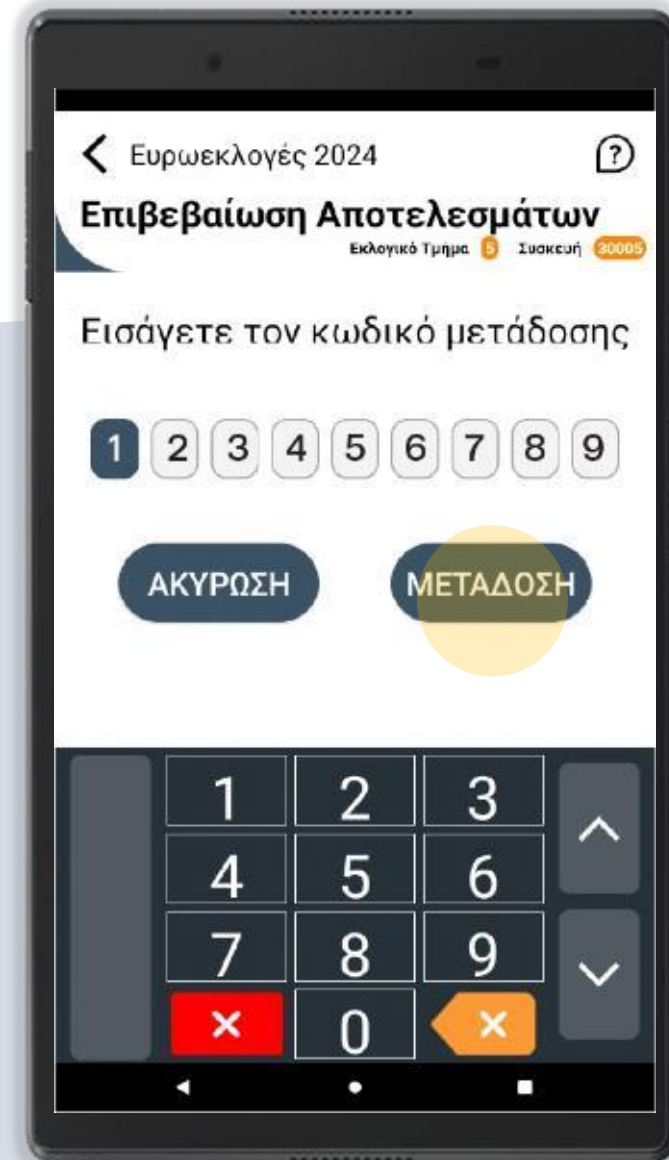 Ευρωεκλογές 2024 ?
Επιβεβαίωση Αποτελεσμάτων
Εκλογικό Τμήμα 5 Συσκευή 30005
Εισάγετε τον κωδικό μετάδοσης
1 2 3 4 5 6 7 8 9
ΑΚΥΡΩΣΗ ΜΕΤΑΔΟΣΗ
1 2 3
4 5 6
7 8 9
0